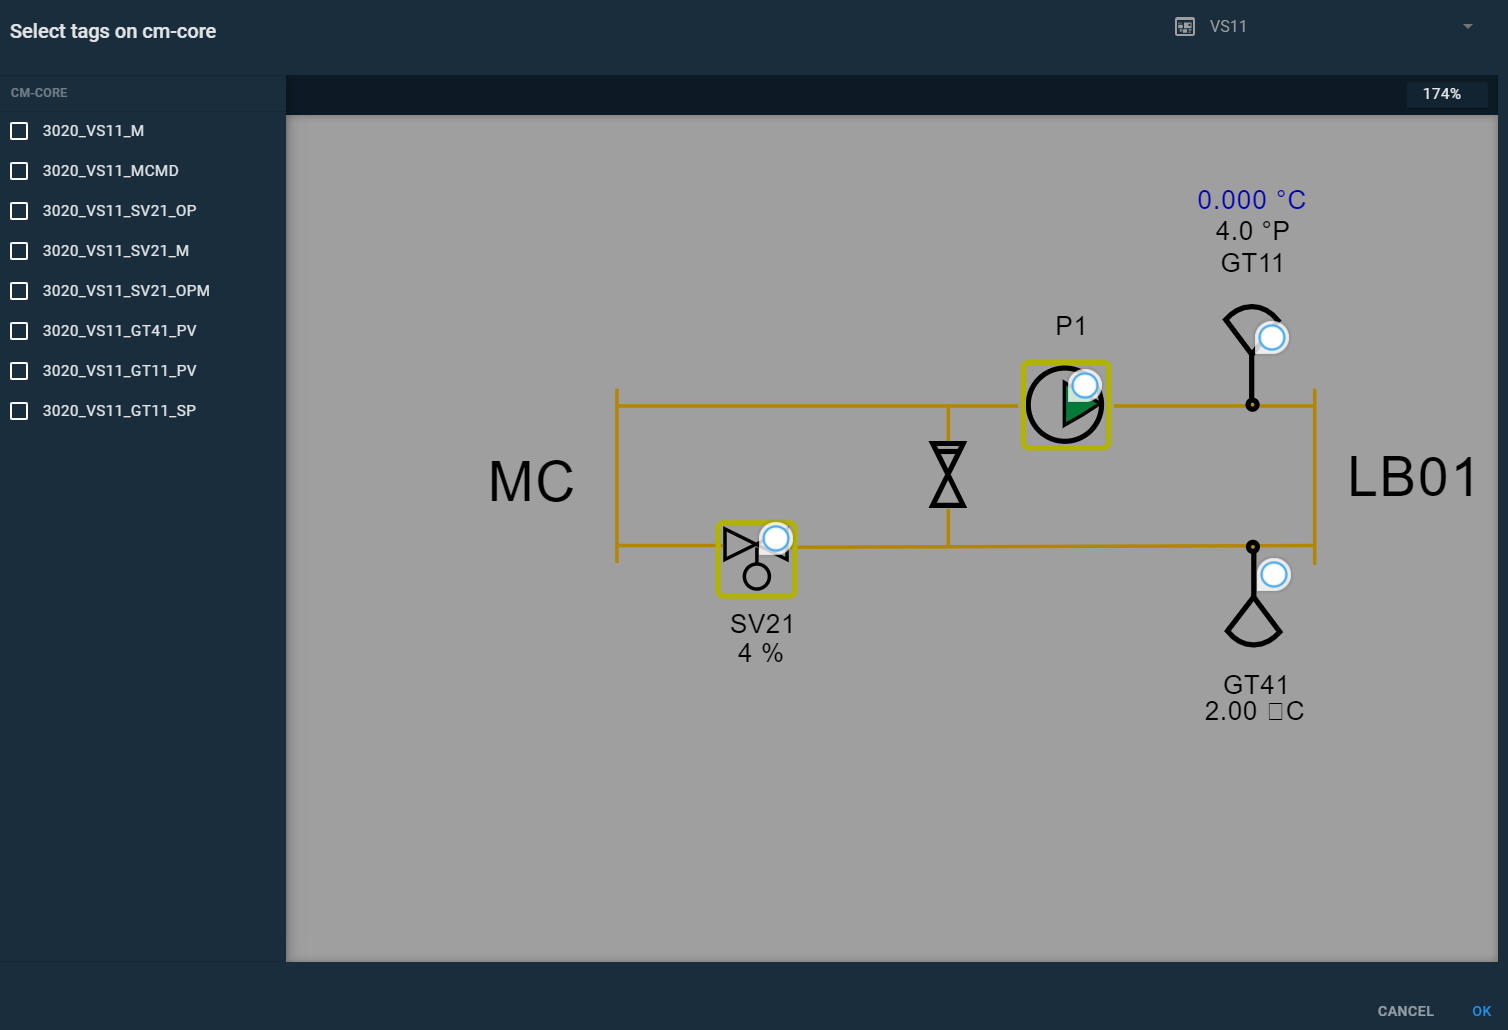 Select tags on cm-core
VS11
CM-CORE
174%
3020_VS11_M
3020_VS11_MCMD
3020_VS11_SV21_OP
3020_VS11_SV21_M
3020_VS11_SV21_OPM
3020_VS11_GT41_PV
3020_VS11_GT11_PV
3020_VS11_GT11_SP
0.000 °C
4.0 °P
GT11
P1
MC
LB01
SV21
4 %
GT41
2.00 □C
CANCEL
OK